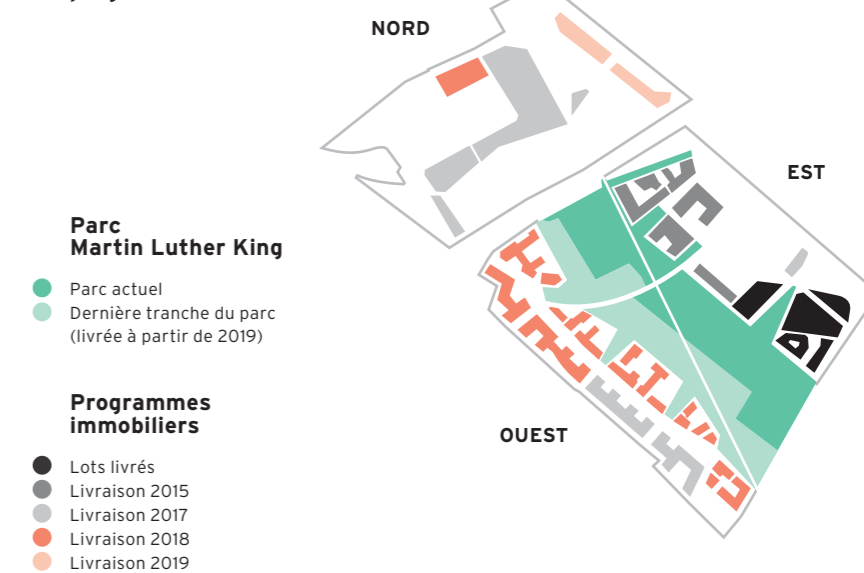 NORD
EST
Parc
Martin Luther King
Parc actuel
Dernière tranche du parc
(livrée à partir de 2019)
Programmes
immobiliers
OUEST
Lots livrés
Livraison 2015
Livraison 2017
Livraison 2018
Livraison 2019